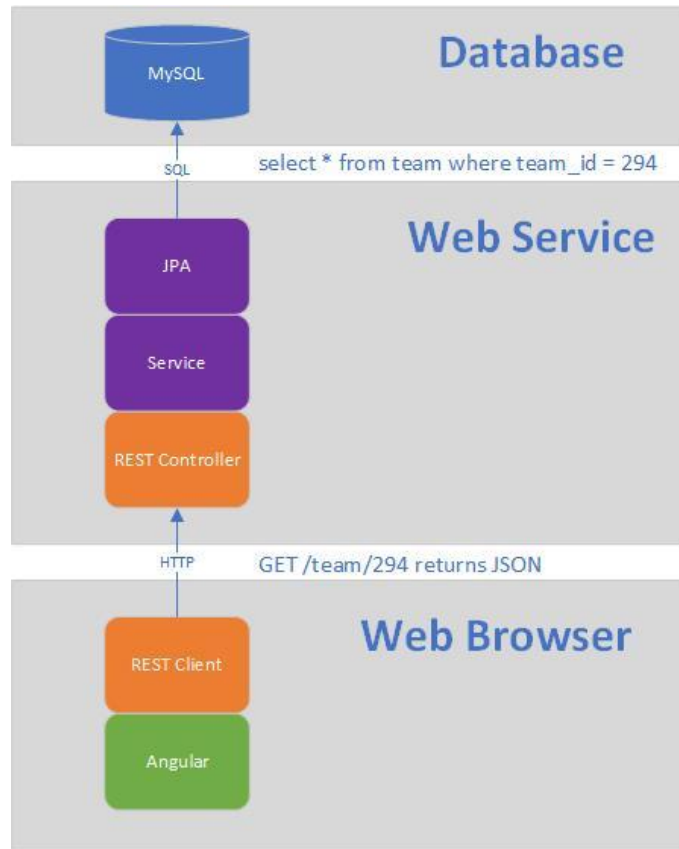 Database
MySQL
SQL
select * from team where team_id = 294
Web Service
JPA
Service
REST Controller
HTTP
GET /team/294 returns JSON
Web Browser
REST Client
Angular